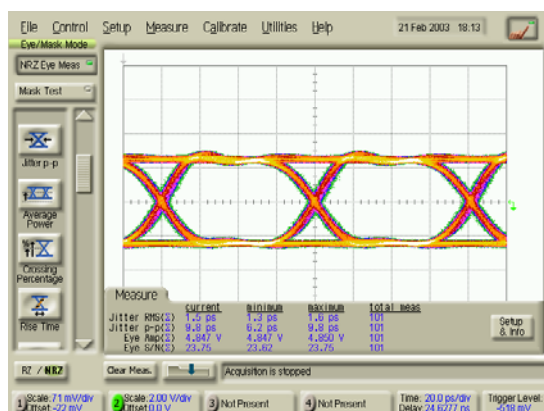 File Control Setup Measure Calibrate Utilities Help 21 Feb 2003 18:13
Eye/Mask Mode
NRZ Eye Meas
Mask Test
Jitter p-p
Average
Power
Crossing
Percentage
Rise Time
Measure
current minimum maximum total meas
Jitter RMS(Σ) 1.5 ps 1.3 ps 1.6 ps 101
Jitter p-p(Σ) 9.8 ps 6.2 ps 9.8 ps 101
Eye Amp(Σ) 4.847 V 4.847 V 4.850 V 101
Eye S/N(Σ) 23.75 23.62 23.75 101
Setup
& Info
RZ / NRZ
Clear Meas.
Acquisition is stopped
1) Scale:71 mV/div
Offset:-22 mV
2) Scale:2.00 V/div
Offset:0.0 V
3) Not Present
4) Not Present
Time: 20.0 ps/div
Delay:24.6277ns
Trigger Level:
-518 mV